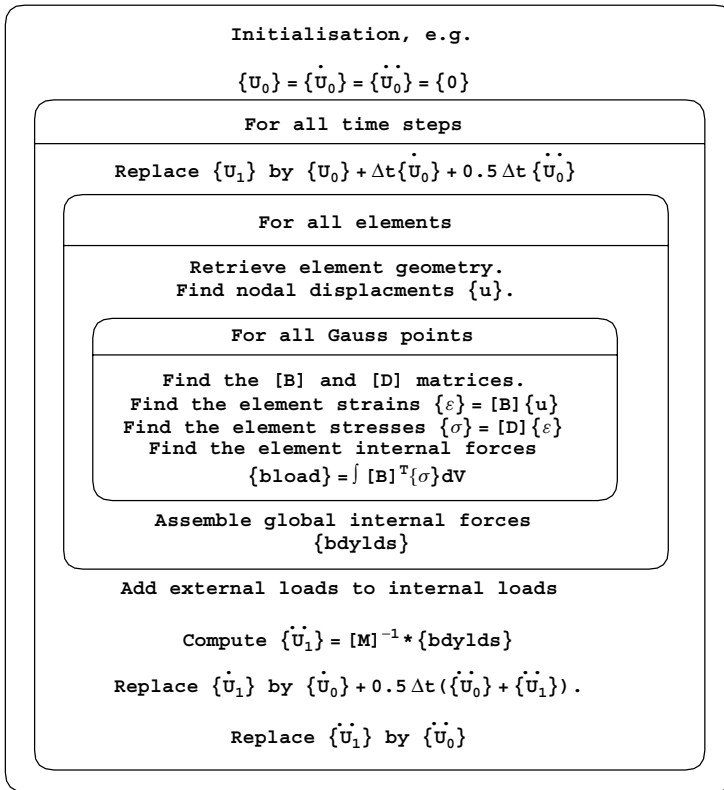 Initialisation, e.g.
{U₀} = {U̇₀} = {Ü₀} = {0}
For all time steps
Replace {U₁} by {U₀} + Δt{U̇₀} + 0.5 Δt {Ü₀}
For all elements
Retrieve element geometry.
Find nodal displacments {u}.
For all Gauss points
Find the [B] and [D] matrices.
Find the element strains {ε} = [B]{u}
Find the element stresses {σ} = [D]{ε}
Find the element internal forces
{bload} = ∫ [B]ᵀ{σ}dV
Assemble global internal forces
{bdylds}
Add external loads to internal loads
Compute {Ü₁} = [M]⁻¹ * {bdylds}
Replace {U̇₁} by {U̇₀} + 0.5 Δt({Ü₀} + {Ü₁}).
Replace {Ü₁} by {Ü₀}